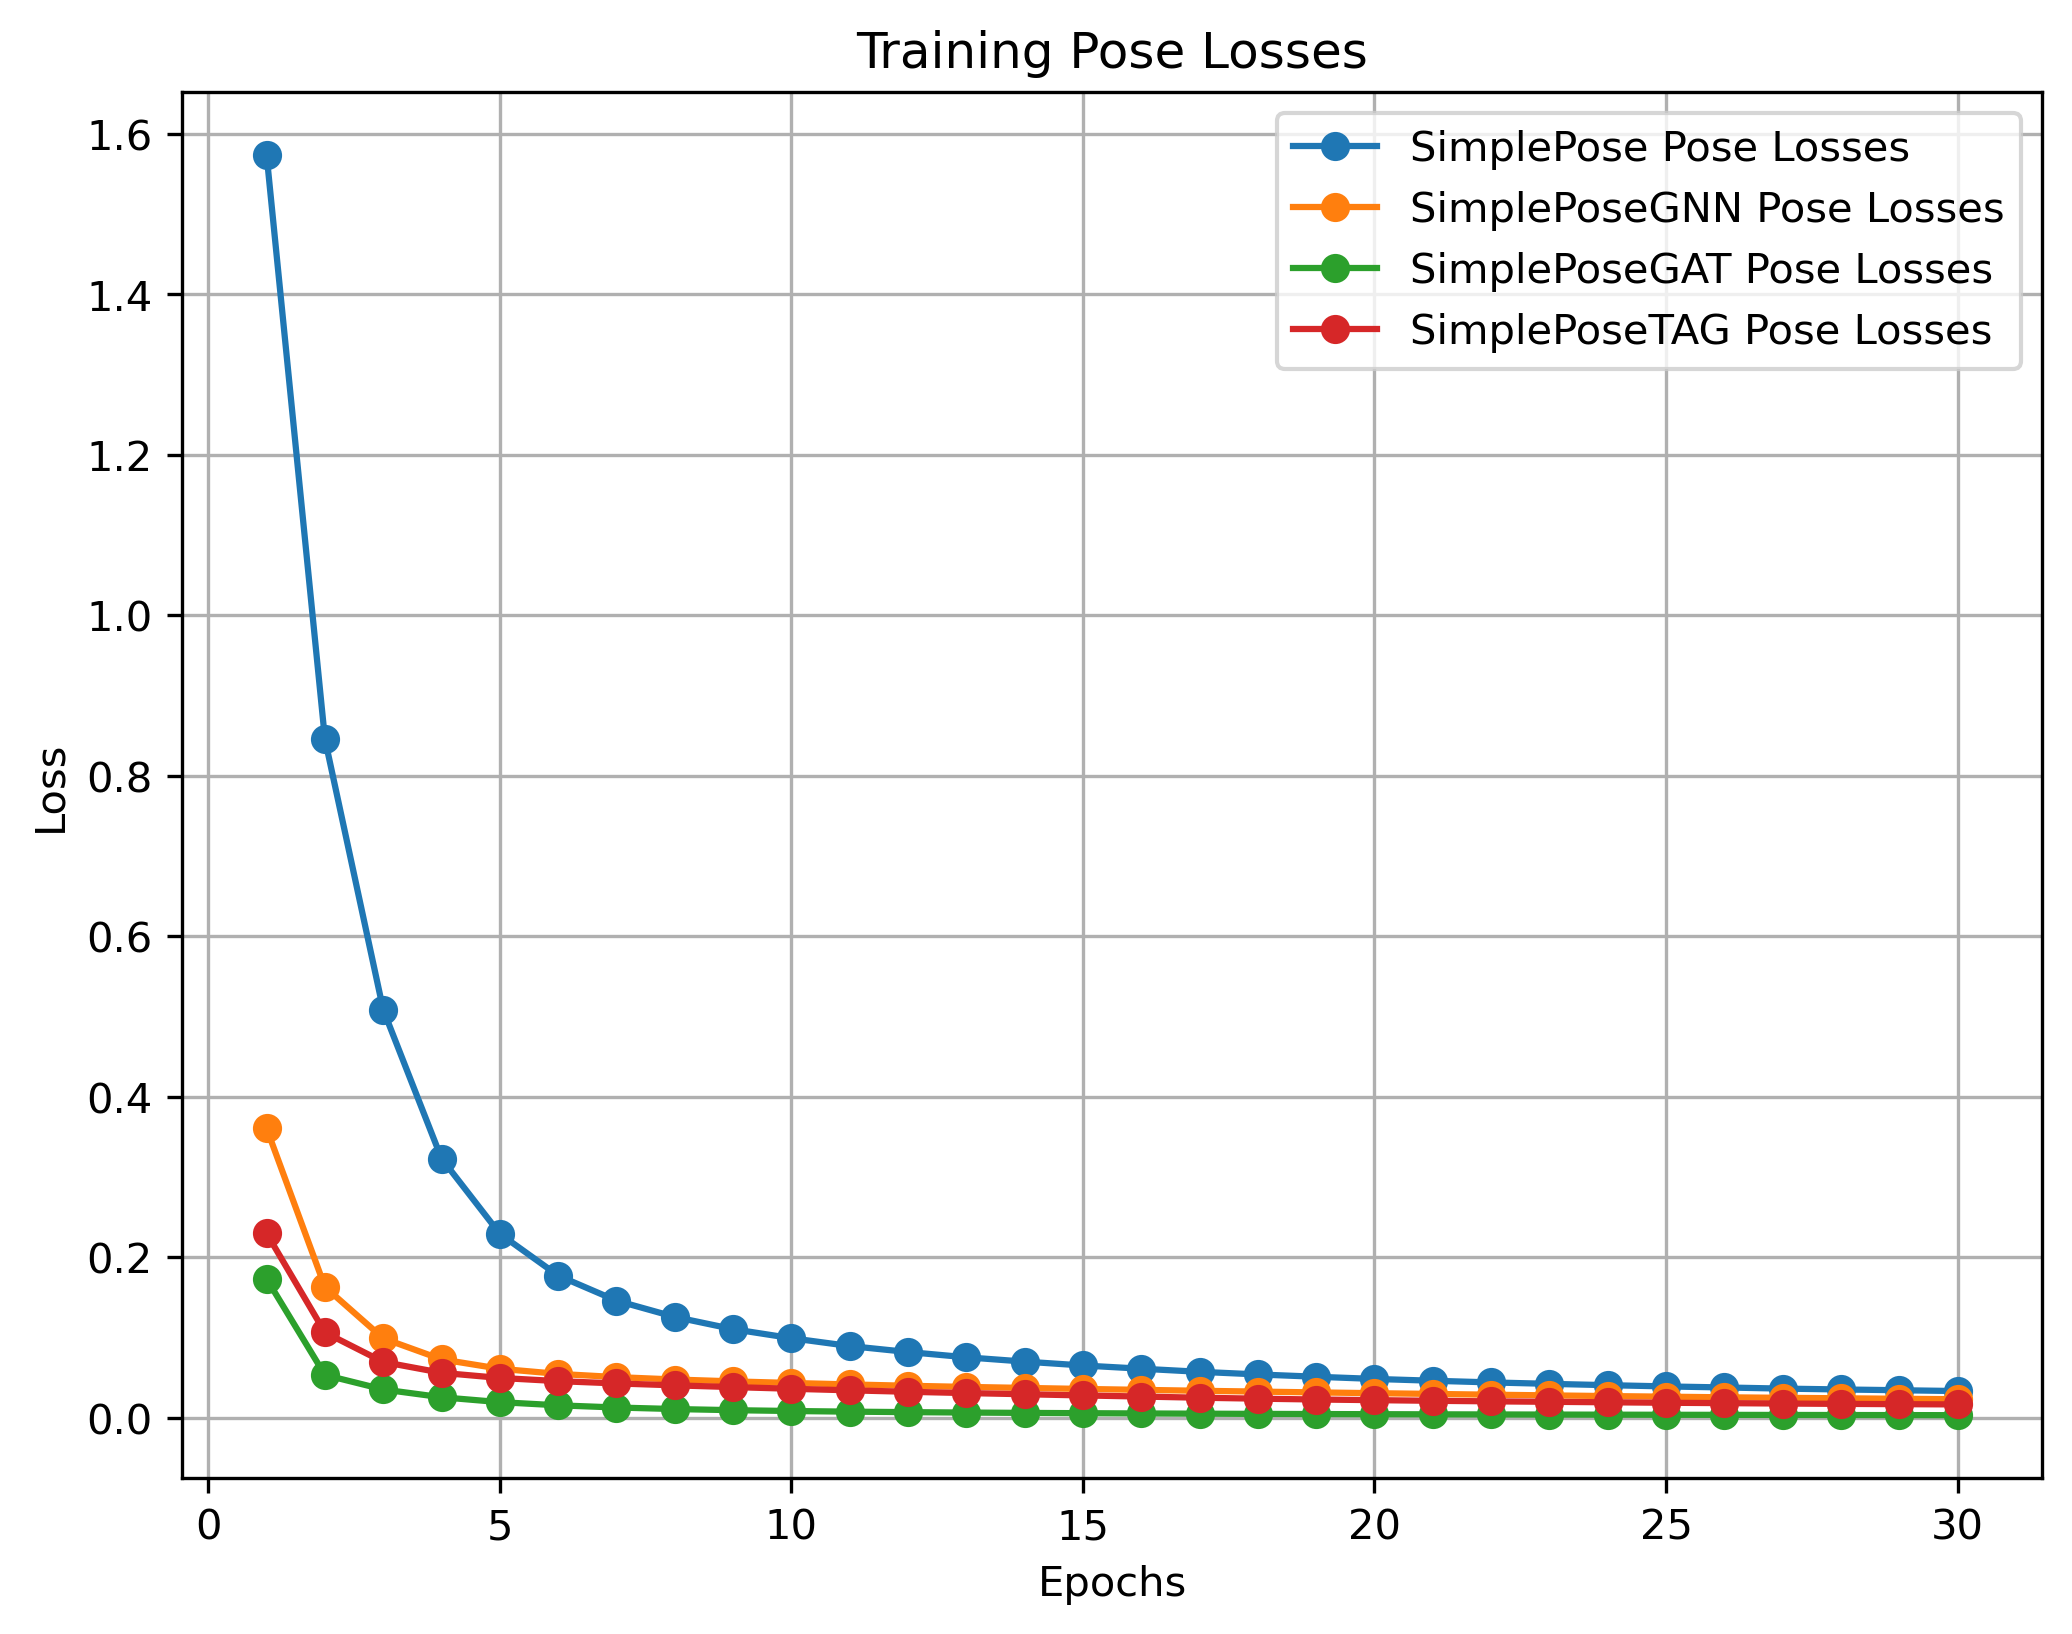 Training Pose Losses
1.6
1.4
1.2
1.0
0.8
0.6
0.4
0.2
0.0
Loss
SimplePose Pose Losses
SimplePoseGNN Pose Losses
SimplePoseGAT Pose Losses
SimplePoseTAG Pose Losses
0 5 10 15 20 25 30
Epochs